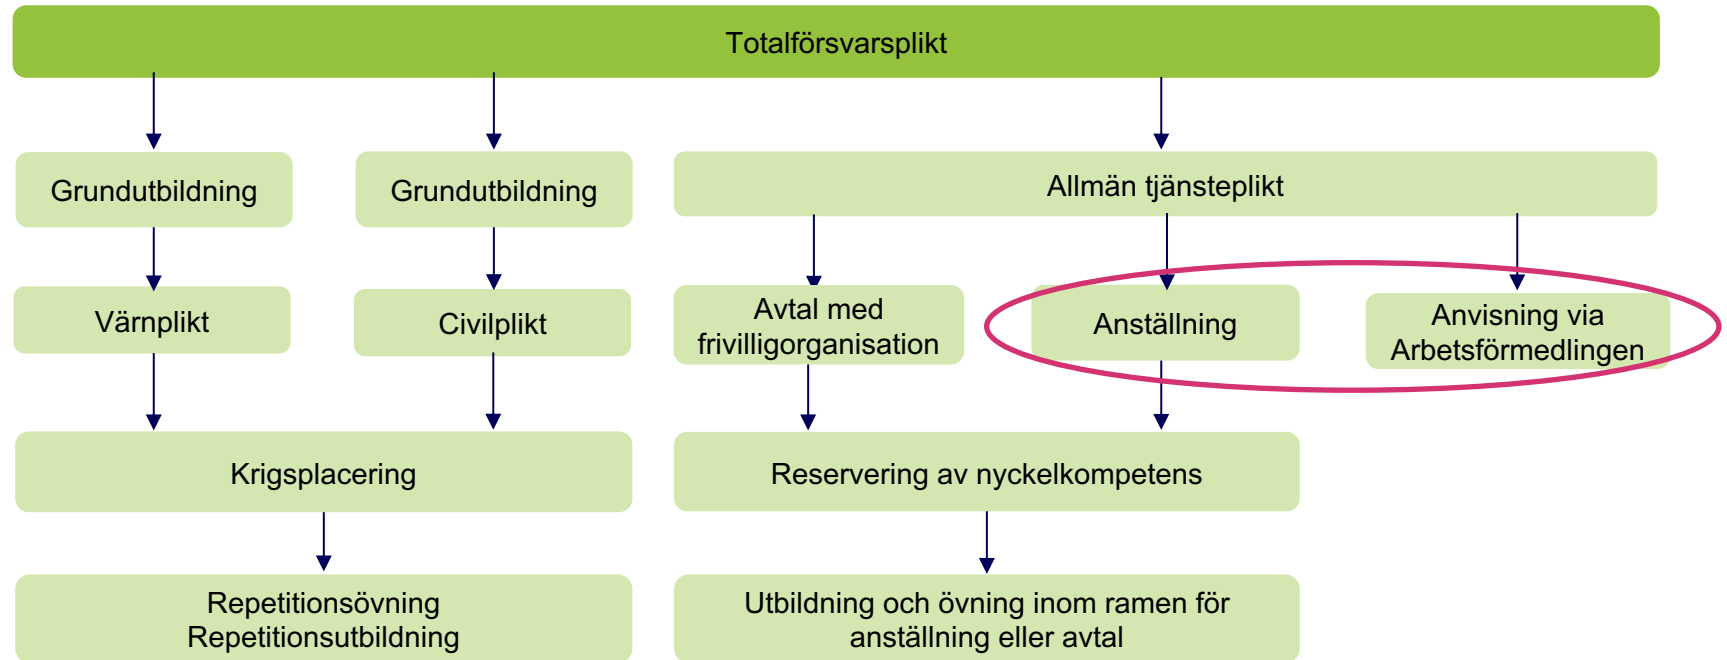 Totalförsvarsplikt
Grundutbildning
Grundutbildning
Allmän tjänsteplikt
Värnplikt
Civilplikt
Avtal med
frivilligorganisation
Anställning
Anvisning via
Arbetsförmedlingen
Krigsplacering
Reservering av nyckelkompetens
Repetitionsövning
Repetitionsutbildning
Utbildning och övning inom ramen för
anställning eller avtal